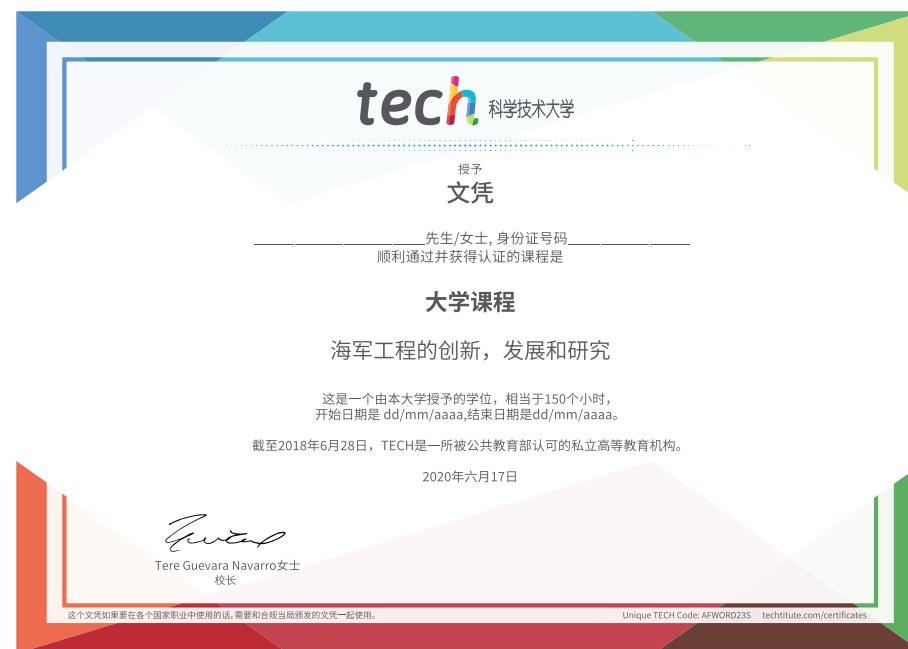 tech 科学技术大学
授予
文凭
先生/女士, 身份证号码
顺利通过并获得认证的课程是
大学课程
海军工程的创新，发展和研究
这是一个由本大学授予的学位，相当于150个小时，
开始日期是 dd/mm/aaaa,结束日期是dd/mm/aaaa。
截至2018年6月28日，TECH是一所被公共教育部认可的私立高等教育机构。
2020年六月17日
Tere Guevara Navarro女士
校长
这个文凭如果要在各个国家职业中使用的话,需要和合规当局颁发的文凭一起使用。
Unique TECH Code: AFWORD23S techtitute.com/certificates